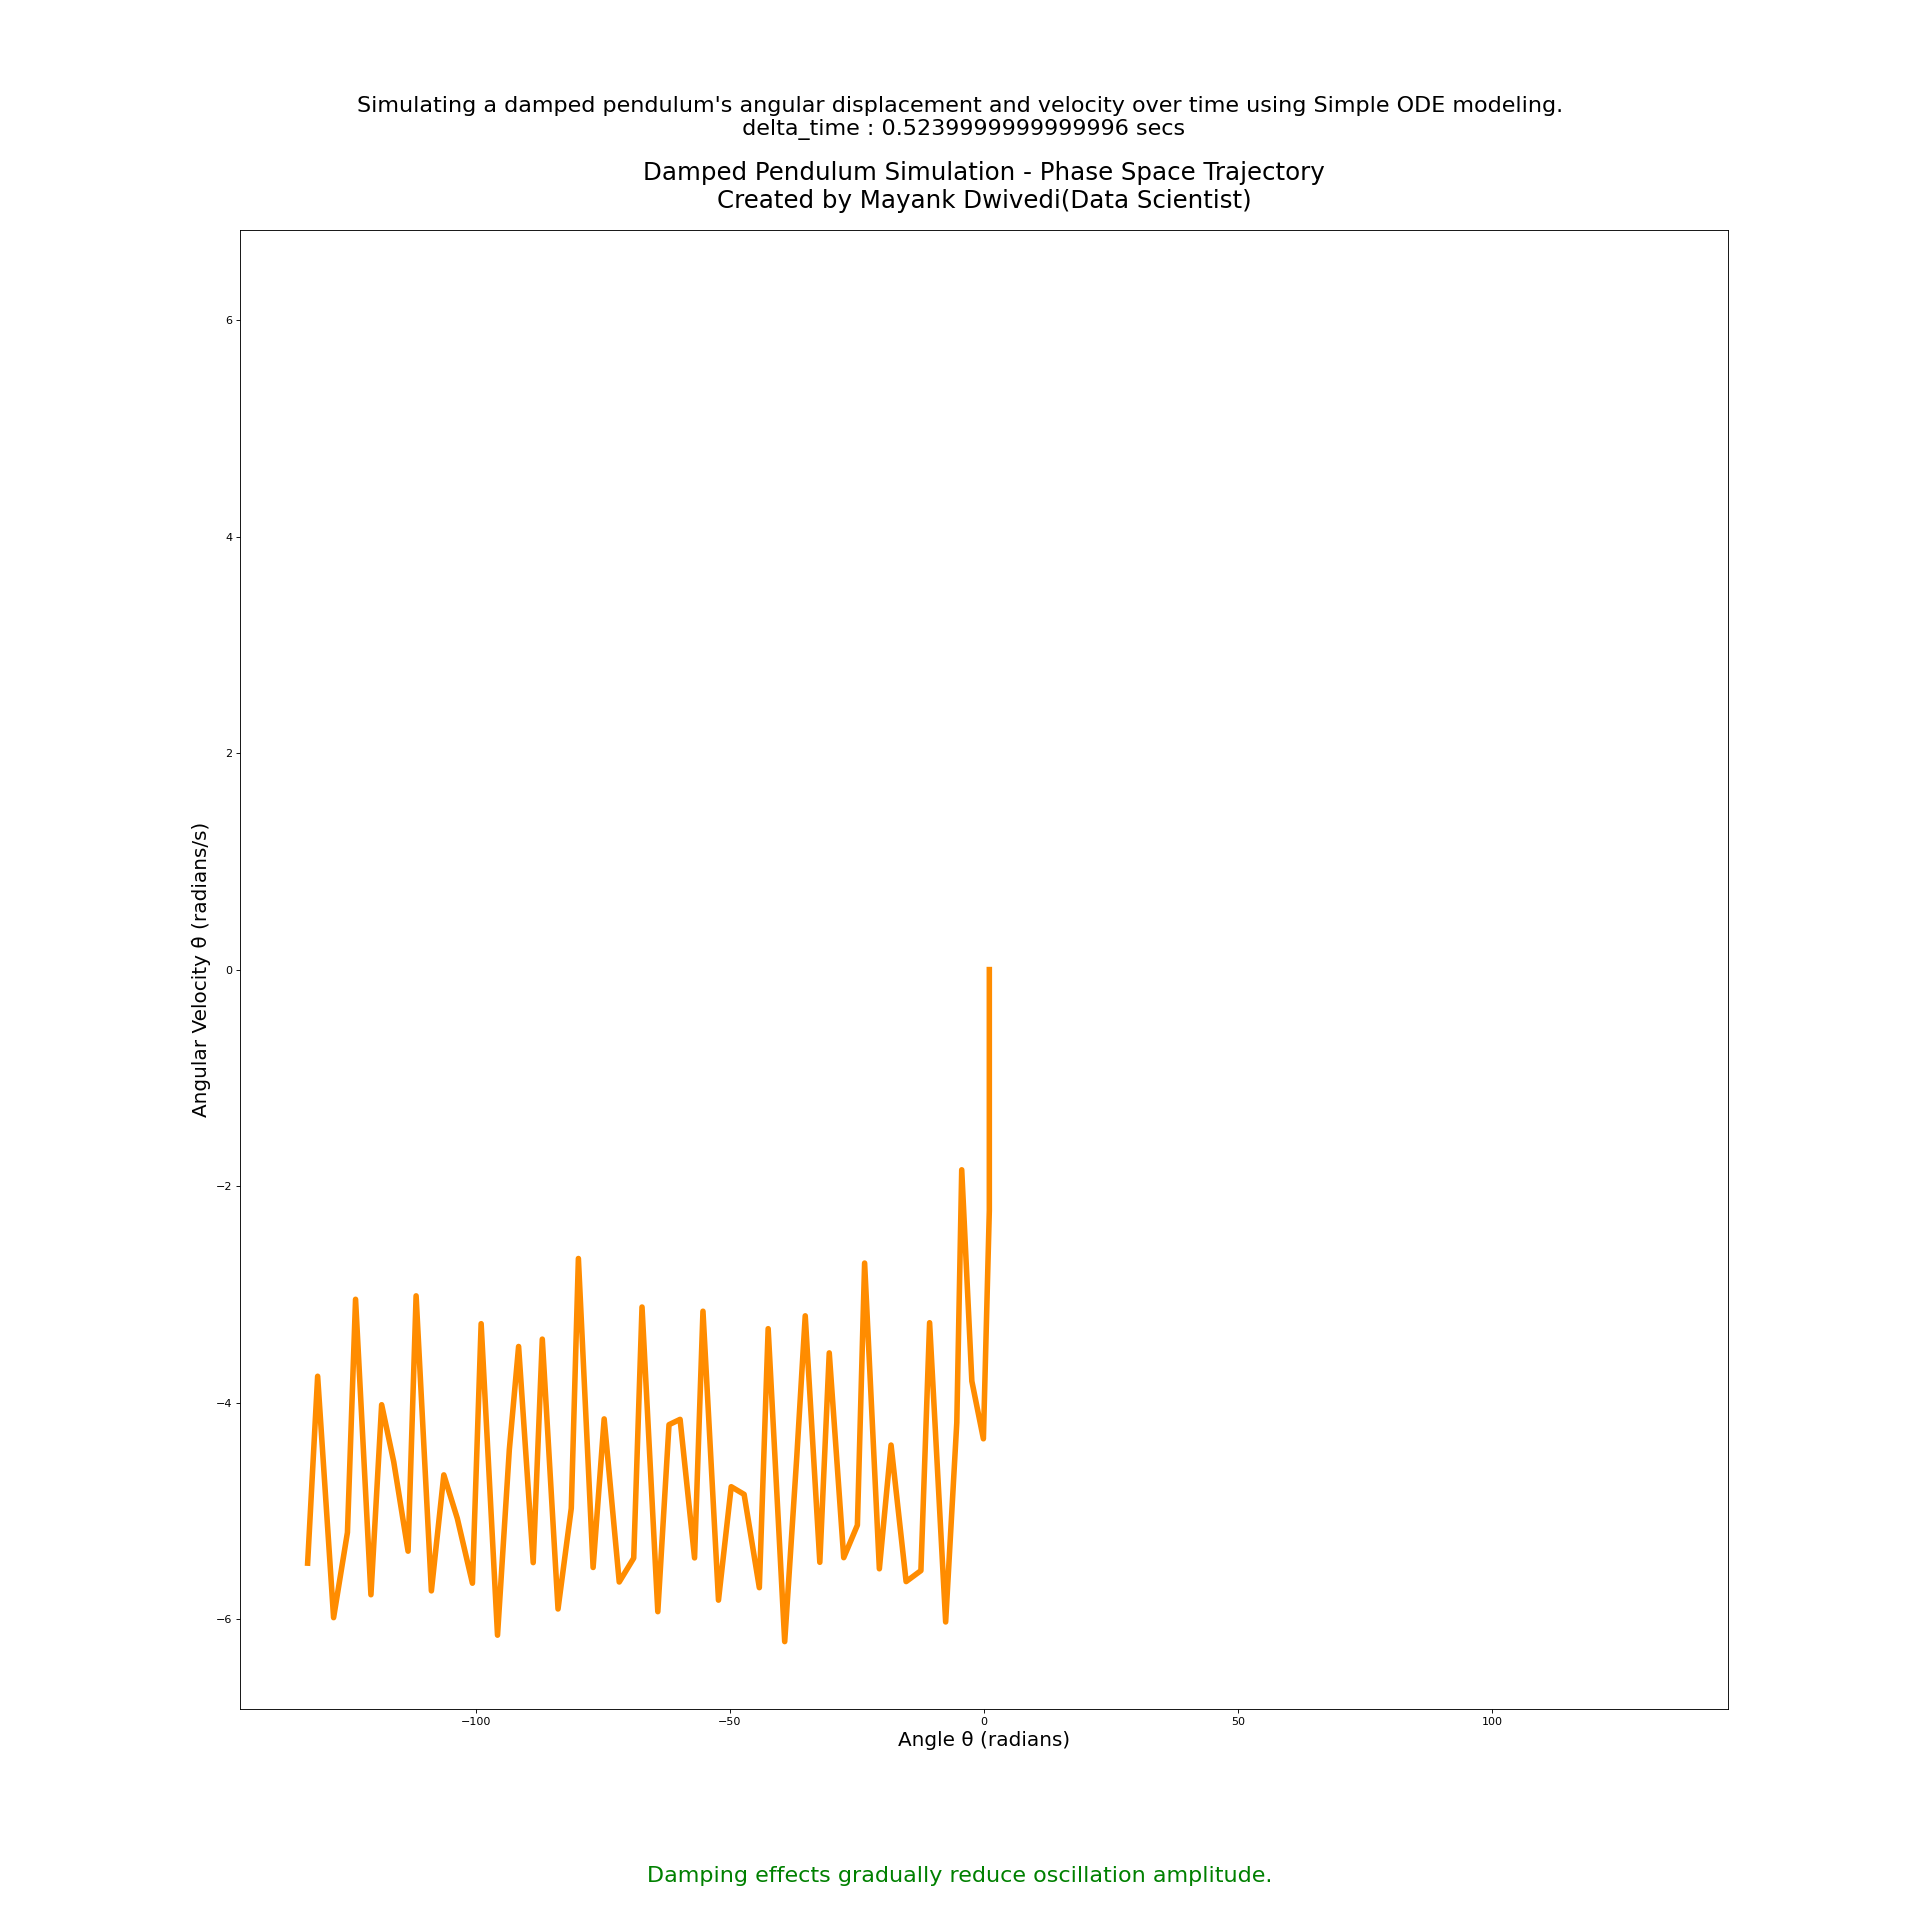 Simulating a damped pendulum's angular displacement and velocity over time using Simple ODE modeling.
delta_time : 0.5239999999999996 secs
Damped Pendulum Simulation - Phase Space Trajectory
Created by Mayank Dwivedi(Data Scientist)
6
4
2
0
−2
−4
−6
Angular Velocity θ̇ (radians/s)
−100
−50
0
50
100
Angle θ (radians)
Damping effects gradually reduce oscillation amplitude.